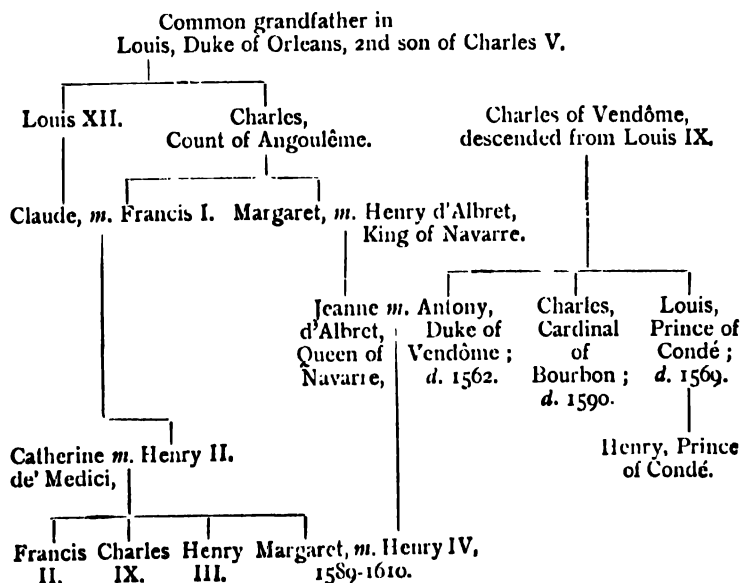 Common grandfather in
Louis, Duke of Orleans, 2nd son of Charles V.
Louis XII.
Charles,
Count of Angoulême.
Charles of Vendôme,
descended from Louis IX.
Claude, m. Francis I.
Margaret, m. Henry d'Albret,
King of Navarre.
Jeanne m. Antony,
d'Albret, Duke of
Queen of Vendôme ;
Navarre, d. 1562.
Charles,
Cardinal
of
Bourbon ;
d. 1590.
Louis,
Prince of
Condé ;
d. 1569.
Henry, Prince
of Condé.
Catherine m. Henry II.
de' Medici,
Francis
II.
Charles
IX.
Henry
III.
Margaret, m. Henry IV,
1589-1610.